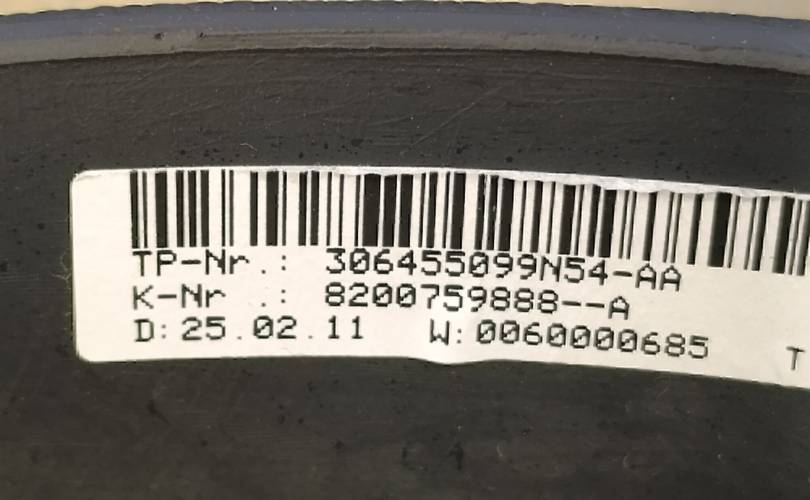 TP-Nr.: 306455099N54-AA
K-Nr .: 8200759888--A
D:25.02.11 W:0060000685 T